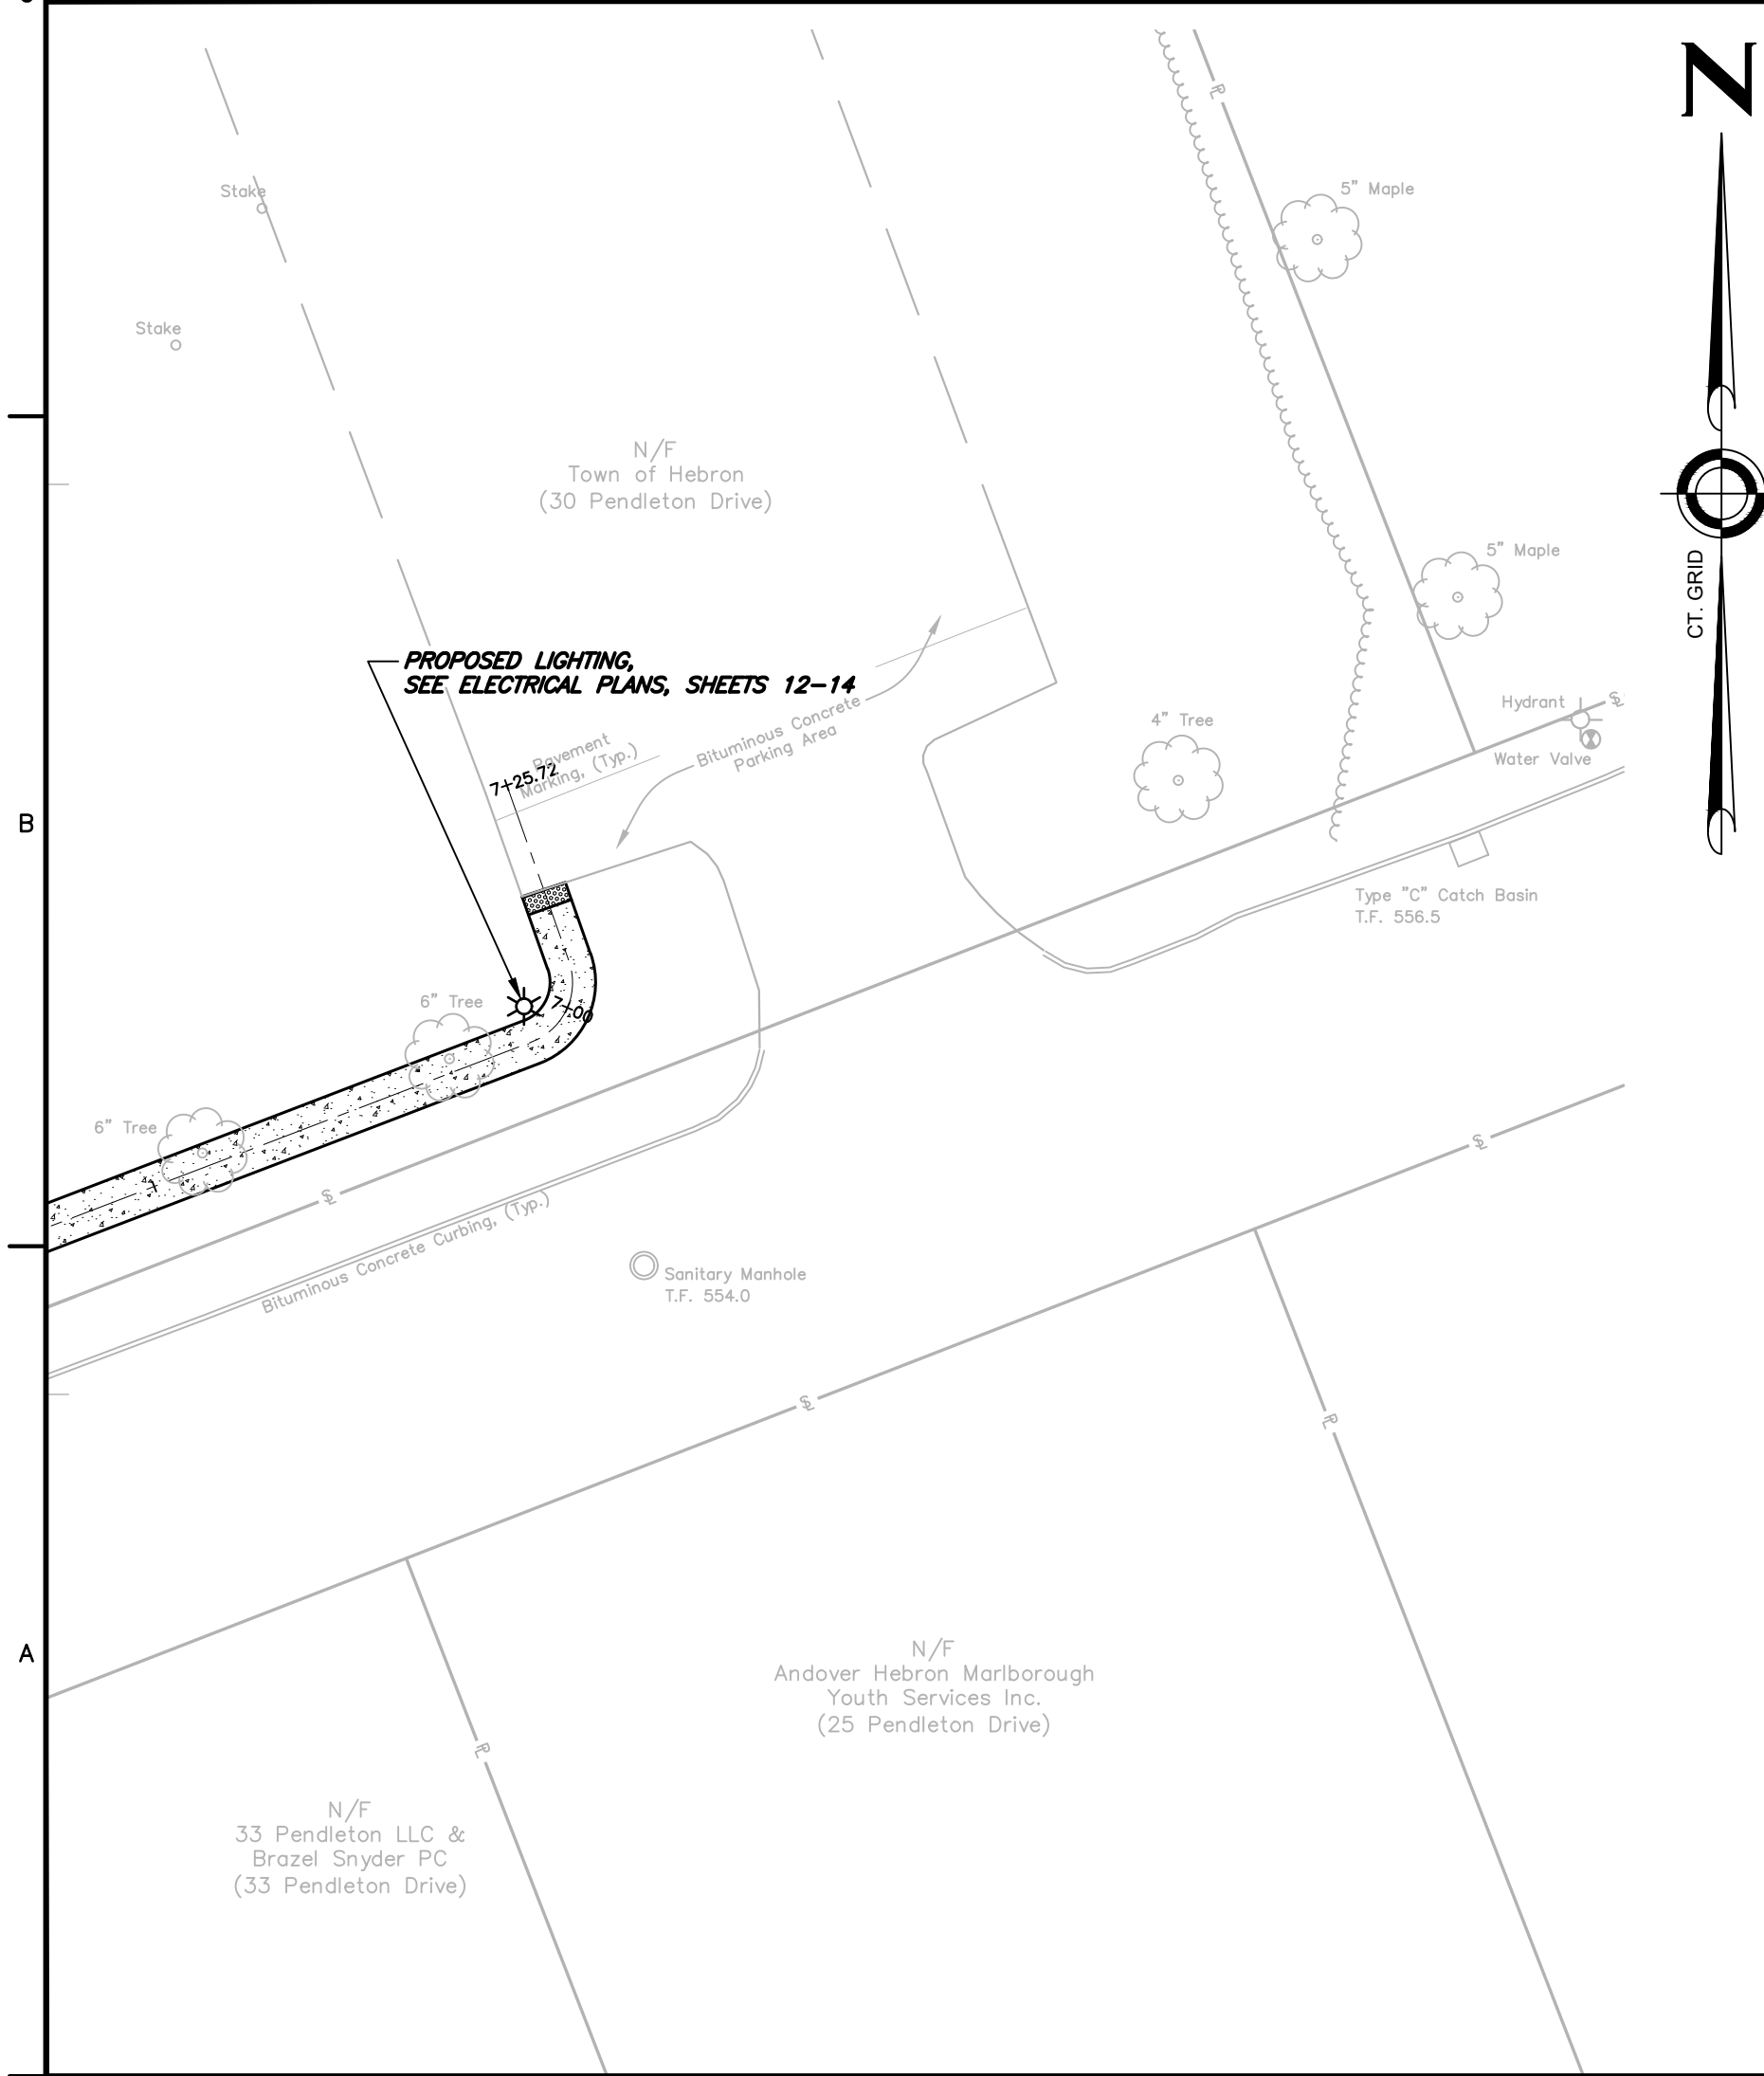 N
5" Maple
Stake
Stake
N/F
Town of Hebron
(30 Pendleton Drive)
5" Maple
CT. GRID
PROPOSED LIGHTING,
SEE ELECTRICAL PLANS, SHEETS 12-14
Hydrant
Water Valve
4" Tree
Bituminous Concrete
Parking Area
Pavement
Marking, (Typ.)
7+25.72
B
Type "C" Catch Basin
T.F. 556.5
6" Tree
7+00
6" Tree
Bituminous Concrete Curbing, (Typ.)
Sanitary Manhole
T.F. 554.0
A
N/F
Andover Hebron Marlborough
Youth Services Inc.
(25 Pendleton Drive)
N/F
33 Pendleton LLC &
Brazel Snyder PC
(33 Pendleton Drive)